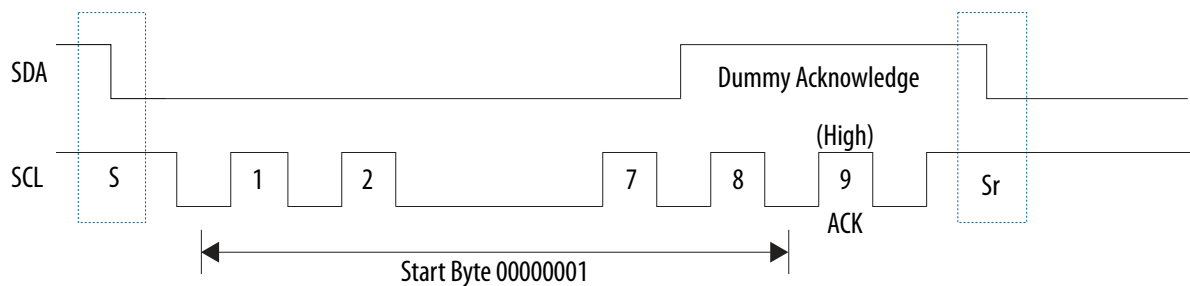 SDA
Dummy Acknowledge
(High)
SCL S 1 2 7 8 9 Sr
ACK
Start Byte 00000001